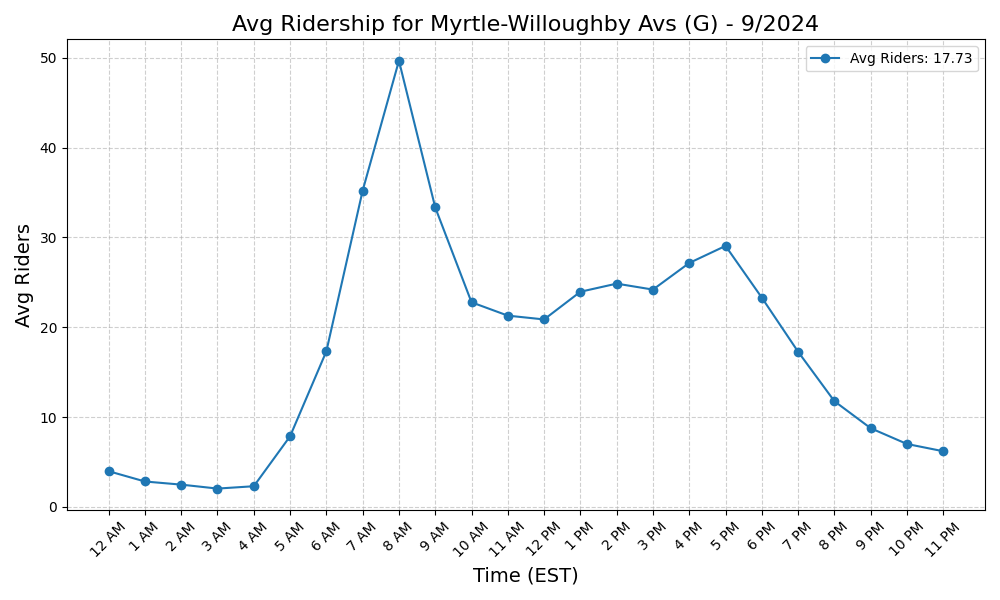 Avg Ridership for Myrtle-Willoughby Avs (G) - 9/2024
Avg Riders: 17.73
Avg Riders
50
40
30
20
10
0
12 AM
1 AM
2 AM
3 AM
4 AM
5 AM
6 AM
7 AM
8 AM
9 AM
10 AM
11 AM
12 PM
1 PM
2 PM
3 PM
4 PM
5 PM
6 PM
7 PM
8 PM
9 PM
10 PM
11 PM
Time (EST)